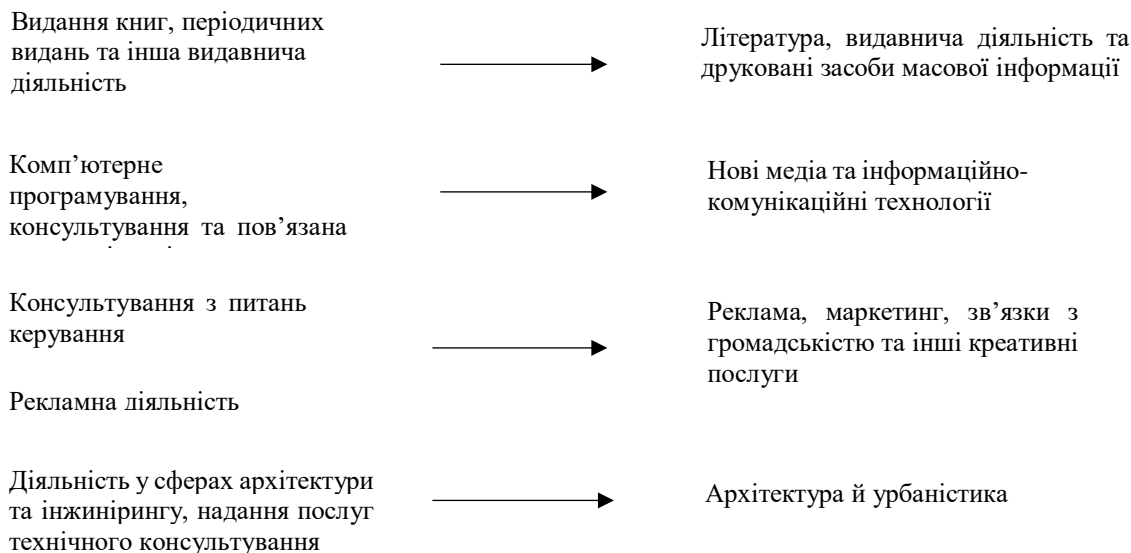 Видання книг, періодичних
видань та інша видавнича
діяльність
Література, видавнича діяльність та
друковані засоби масової інформації
Комп’ютерне
програмування,
консультування та пов’язана
Нові медіа та інформаційно-
комунікаційні технології
Консультування з питань
керування
Рекламна діяльність
Реклама, маркетинг, зв’язки з
громадськістю та інші креативні
послуги
Діяльність у сферах архітектури
та інжинірингу, надання послуг
технічного консультування
Архітектура й урбаністика